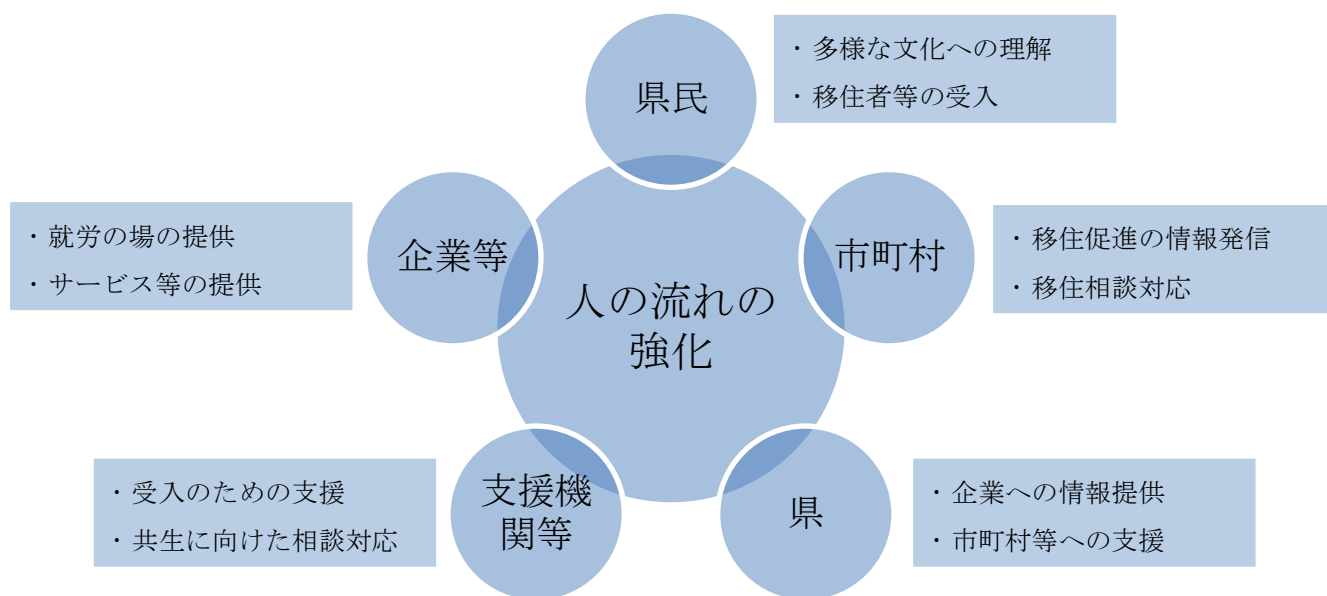 県民
・多様な文化への理解
・移住者等の受入
企業等
・就労の場の提供
・サービス等の提供
市町村
・移住促進の情報発信
・移住相談対応
人の流れの
強化
支援機
関等
・受入のための支援
・共生に向けた相談対応
県
・企業への情報提供
・市町村等への支援